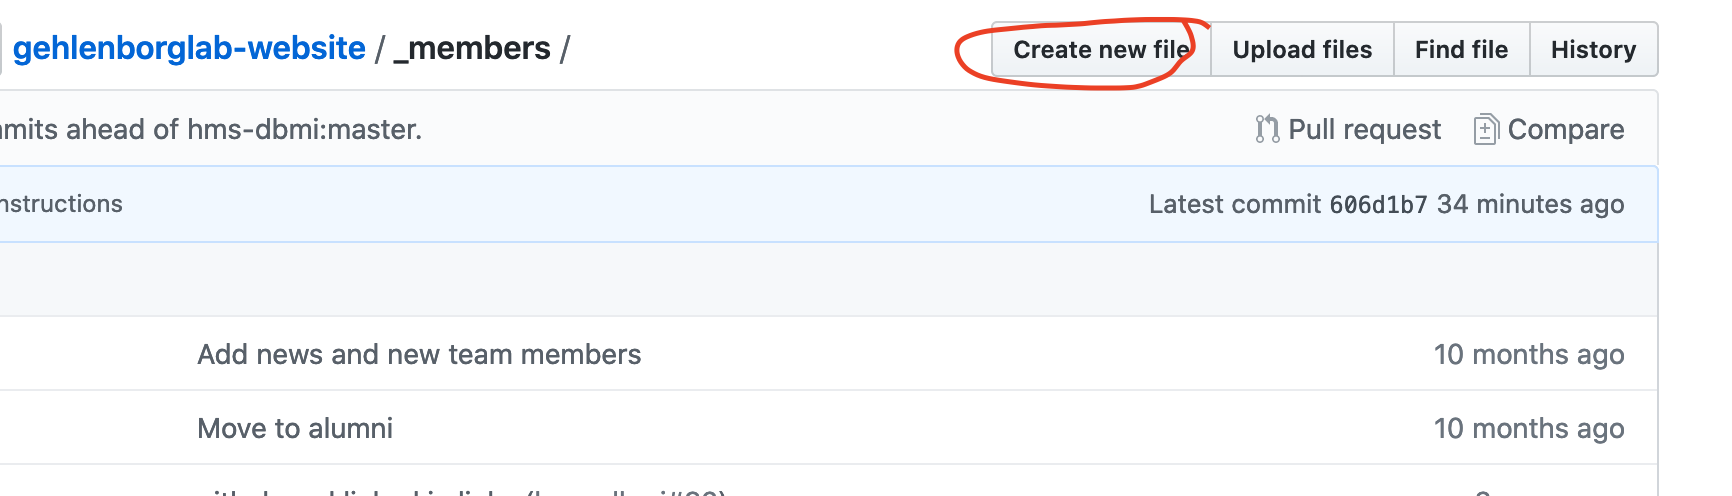 gehlenborglab-website / _members /
Create new file Upload files Find file History
mits ahead of hms-dbmi:master.
Pull request Compare
nstructions
Latest commit 606d1b7 34 minutes ago
Add news and new team members 10 months ago
Move to alumni 10 months ago